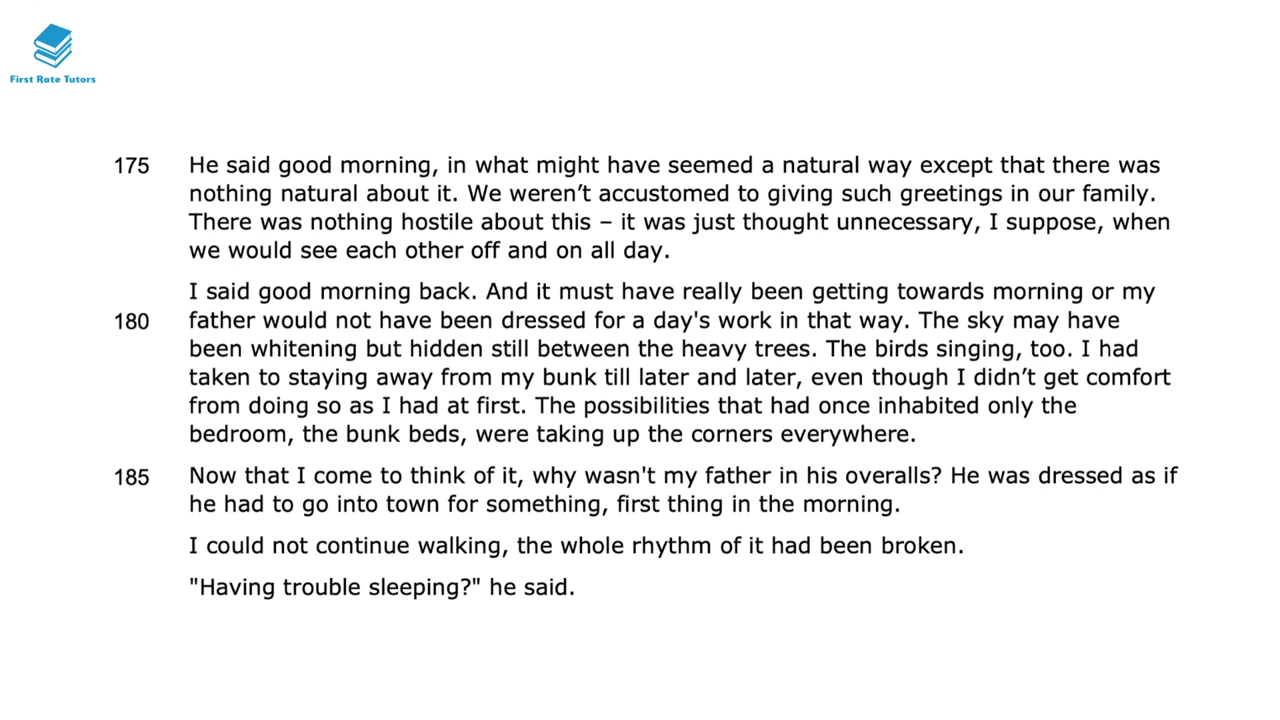 First Rate Tutors
175 He said good morning, in what might have seemed a natural way except that there was
nothing natural about it. We weren’t accustomed to giving such greetings in our family.
There was nothing hostile about this – it was just thought unnecessary, I suppose, when
we would see each other off and on all day.
I said good morning back. And it must have really been getting towards morning or my
180 father would not have been dressed for a day's work in that way. The sky may have
been whitening but hidden still between the heavy trees. The birds singing, too. I had
taken to staying away from my bunk till later and later, even though I didn’t get comfort
from doing so as I had at first. The possibilities that had once inhabited only the
bedroom, the bunk beds, were taking up the corners everywhere.
185 Now that I come to think of it, why wasn't my father in his overalls? He was dressed as if
he had to go into town for something, first thing in the morning.
I could not continue walking, the whole rhythm of it had been broken.
"Having trouble sleeping?" he said.